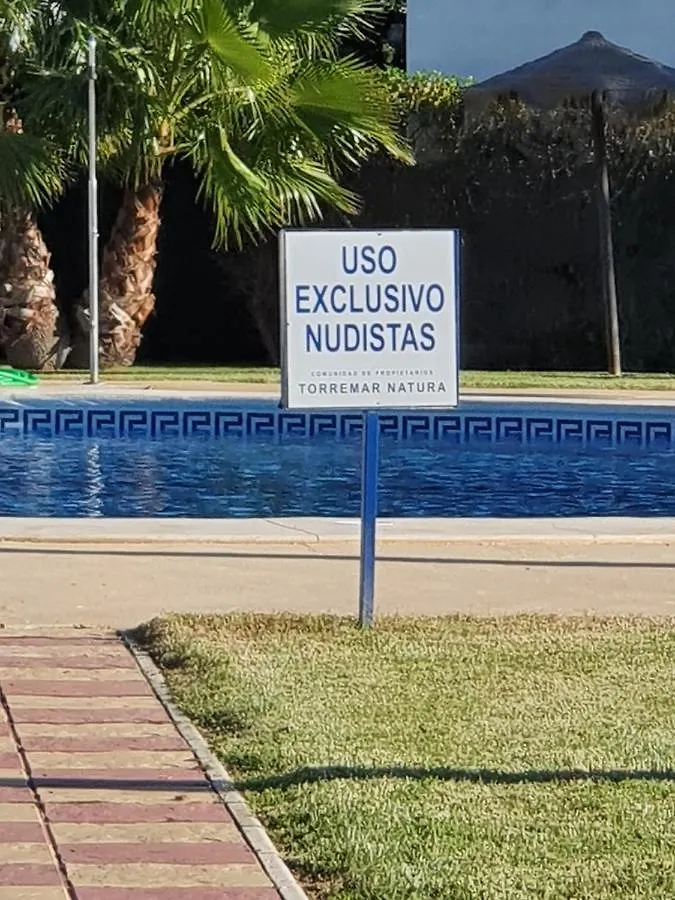 USO
EXCLUSIVO
NUDISTAS
COMUNIDAD DE PROPIETARIOS
TORREMAR NATURA